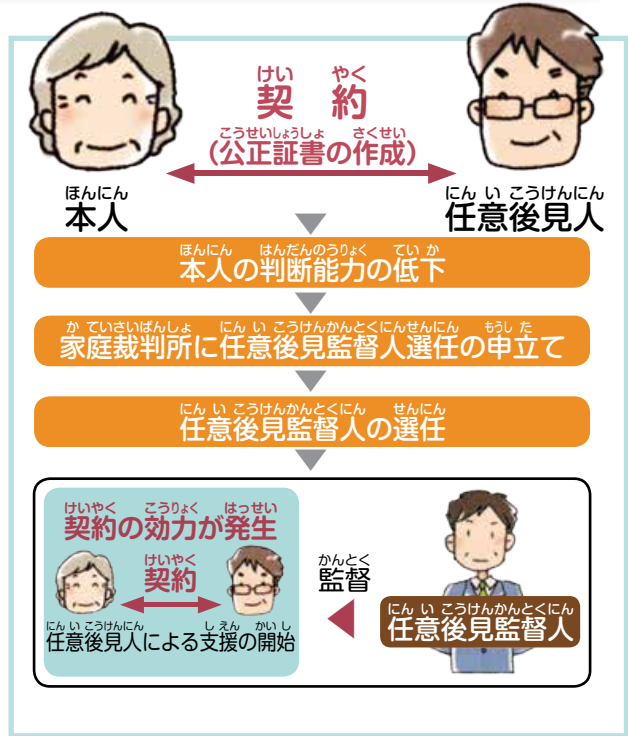 けい やく
契 約
こうせいしょうしょ さくせい
(公正証書の作成)
ほんにん
本人
にん い こうけんにん
任意後見人
ほんにん はんだんのうりょく てい か
本人の判断能力の低下
か ていさいばんしょ にん い こうけんかんとくにんせんにん もうし た
家庭裁判所に任意後見監督人選任の申立て
にん い こうけんかんとくにん せんにん
任意後見監督人の選任
けいやく こうりょく はっせい
契約の効力が発生
けいやく
契約
にん い こうけんにん し えん かい し
任意後見人による支援の開始
かんとく
監督
にん い こうけんかんとくにん
任意後見監督人